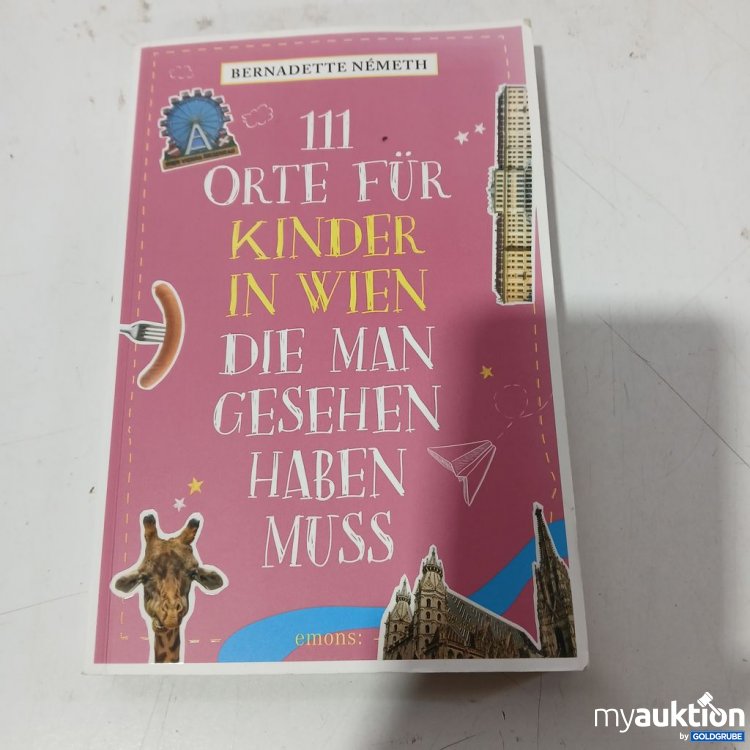 BERNADETTE NÉMETH
111
ORTE FÜR
KINDER
IN WIEN
DIE MAN
GESEHEN
HABEN
MUSS
emons:
myauktion
by GOLDGRUBE